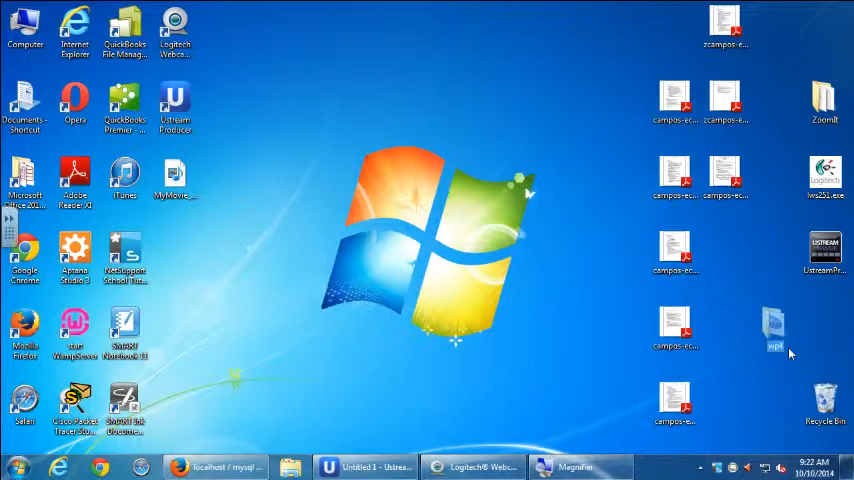 Computer
Internet
Explorer
QuickBooks
File Manag...
Logitech
Webca...
zcampos-e...
Documents -
Shortcut
Opera
QuickBooks
Premier - ...
Ustream
Producer
campos-ec...
zcampos-e...
ZoomIt
Microsoft
Office 201...
Adobe
Reader XI
iTunes
MyMovie_...
campos-ec...
campos-ec...
Logitech
lws251.exe
Google
Chrome
Aptana
Studio 3
NetSupport
School Tut...
campos-ec...
USTREAM
UstreamPr...
Mozilla
Firefox
start
WampServer
SMART
Notebook 11
campos-ec...
wp4
Safari
Cisco Packet
Tracer Stu...
SMART Ink
Docume...
campos-e...
Recycle Bin
localhost / mysql ...
Untitled 1 - Ustrea...
Logitech® Webc...
Magnifier
9:22 AM
10/10/2014